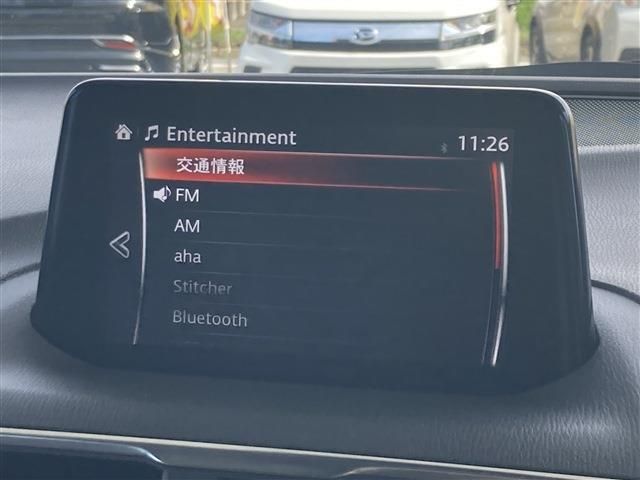 Entertainment
11:26
交通情報
FM
AM
aha
Stitcher
Bluetooth